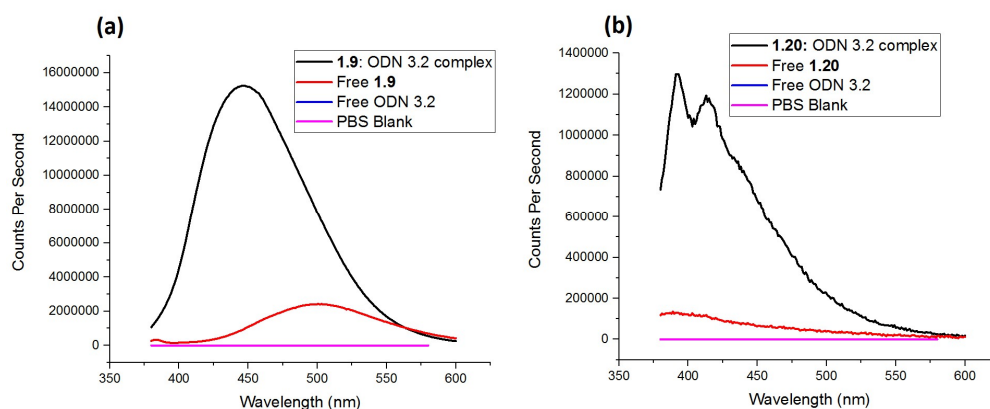 (a)
1.9: ODN 3.2 complex
Free 1.9
Free ODN 3.2
PBS Blank
16000000
14000000
12000000
10000000
8000000
6000000
4000000
2000000
0
Counts Per Second
350 400 450 500 550 600
Wavelength (nm)
(b)
1.20: ODN 3.2 complex
Free 1.20
Free ODN 3.2
PBS Blank
1400000
1200000
1000000
800000
600000
400000
200000
0
Counts Per Second
350 400 450 500 550 600
Wavelength (nm)